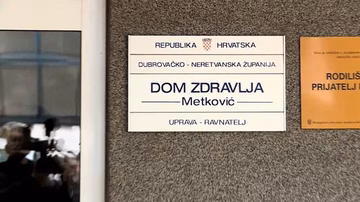 REPUBLIKA HRVATSKA
DUBROVAČKO - NERETVANSKA ŽUPANIJA
DOM ZDRAVLJA
Metković
UPRAVA - RAVNATELJ
RODILIŠ
PRIJATELJ